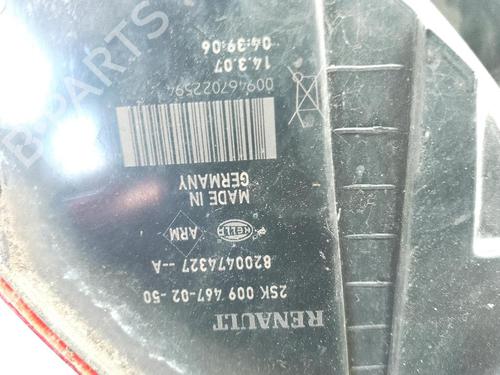 RENAULT
2SK 009 467-02-50
8200474327 --A
HELLA ARM
MADE IN
GERMANY
009467022594
14.3.07
04:39:06
B-PARTS